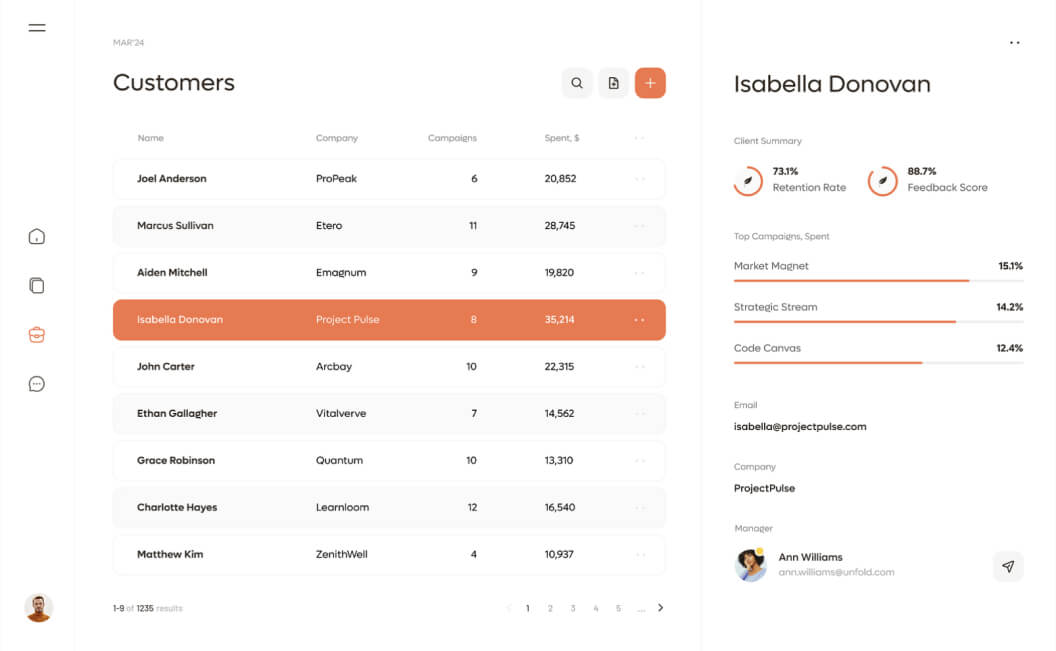 MAR'24
Customers
Name Company Campaigns Spent, $
Joel Anderson ProPeak 6 20,852
Marcus Sullivan Etero 11 28,745
Aiden Mitchell Emagnum 9 19,820
Isabella Donovan Project Pulse 8 35,214
John Carter Arcbay 10 22,315
Ethan Gallagher Vitalverve 7 14,562
Grace Robinson Quantum 10 13,310
Charlotte Hayes Learnloom 12 16,540
Matthew Kim ZenithWell 4 10,937
1-9 of 1235 results
1 2 3 4 5 ...
Isabella Donovan
Client Summary
73.1%
Retention Rate
88.7%
Feedback Score
Top Campaigns, Spent
Market Magnet 15.1%
Strategic Stream 14.2%
Code Canvas 12.4%
Email
isabella@projectpulse.com
Company
ProjectPulse
Manager
Ann Williams
ann.williams@unfold.com